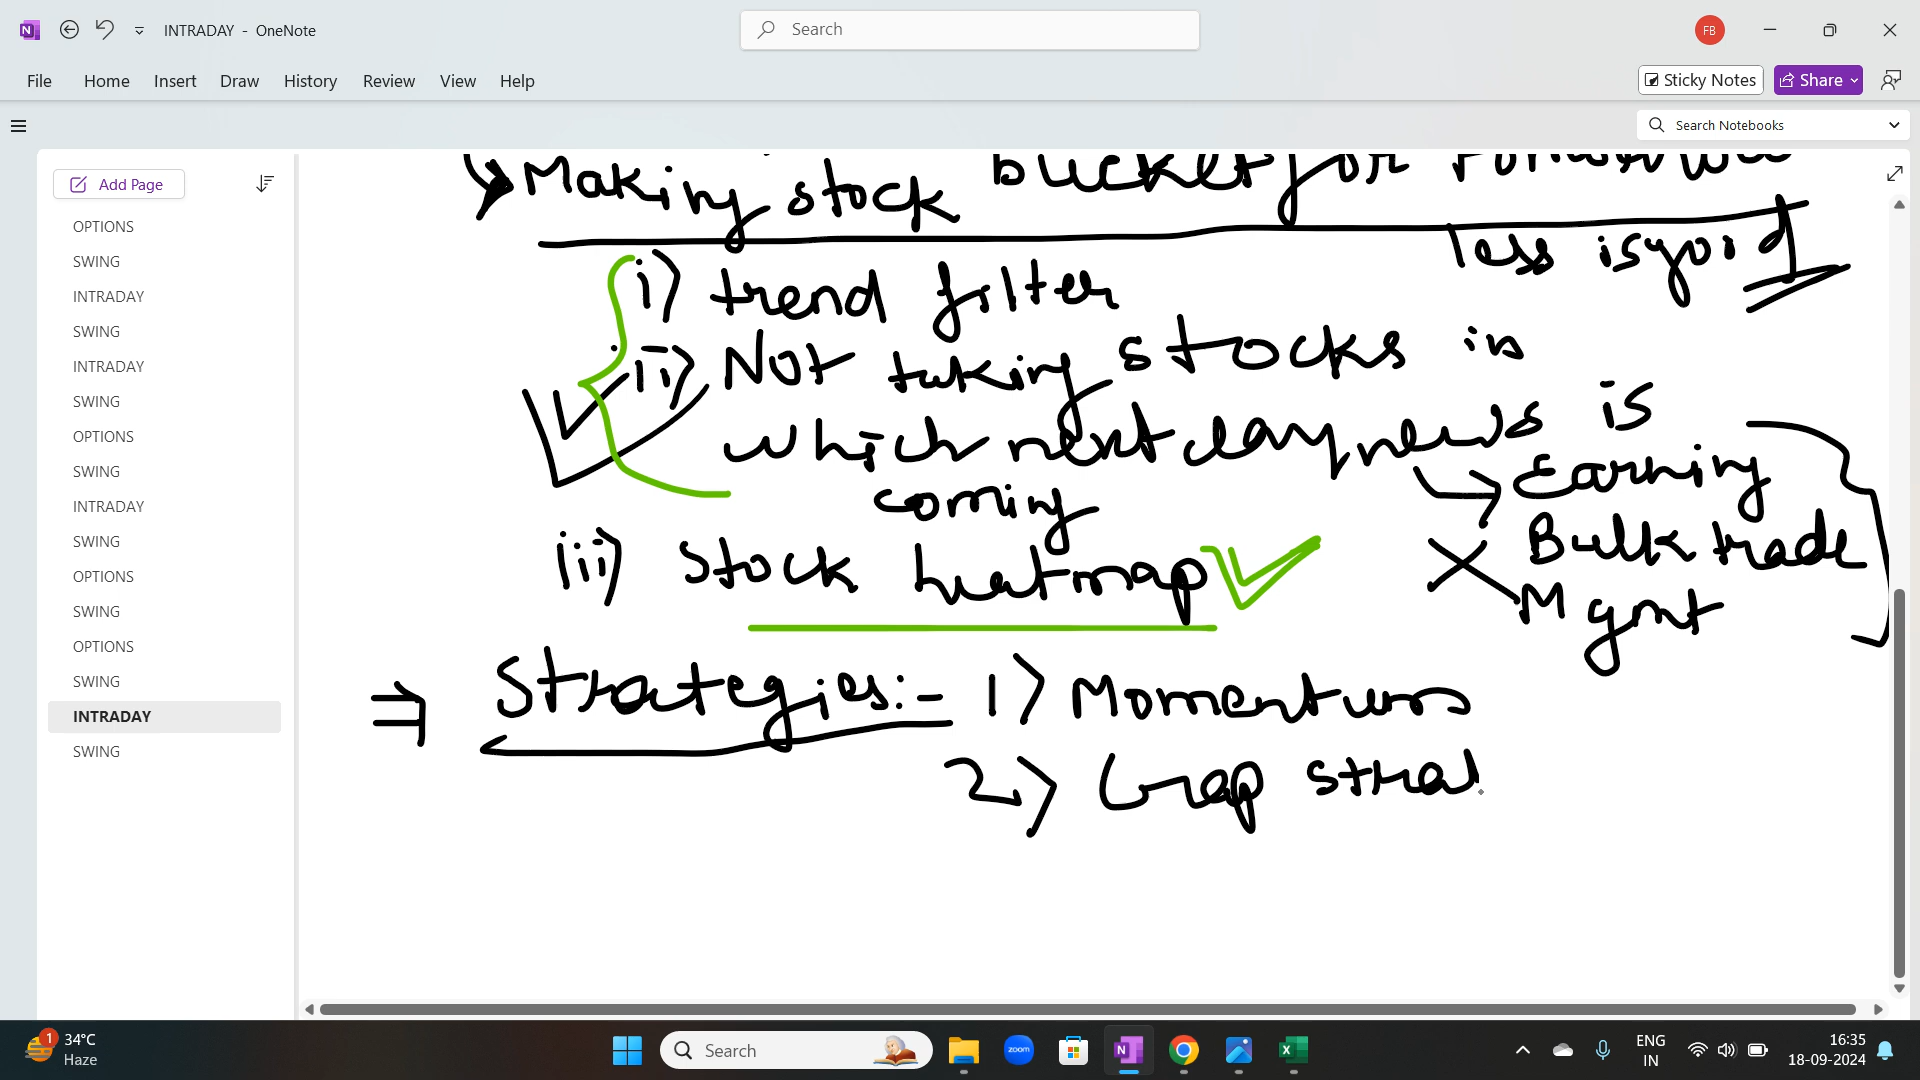 INTRADAY - OneNote
Search
FB
File Home Insert Draw History Review View Help
Sticky Notes
Share
Search Notebooks
Add Page
OPTIONS
SWING
INTRADAY
SWING
INTRADAY
SWING
OPTIONS
SWING
INTRADAY
SWING
OPTIONS
SWING
OPTIONS
SWING
INTRADAY
SWING
Making stock bucket for
less is good
i) trend filter
ii) Not taking stocks in
which next day news is
coming
Earning
Bulk trade
Mgmt
iii) stock heatmap
⇒ Strategies:- 1) Momentum
2) Gap strat
1
34°C
Haze
Search
zoom
ENG
IN
16:35
18-09-2024